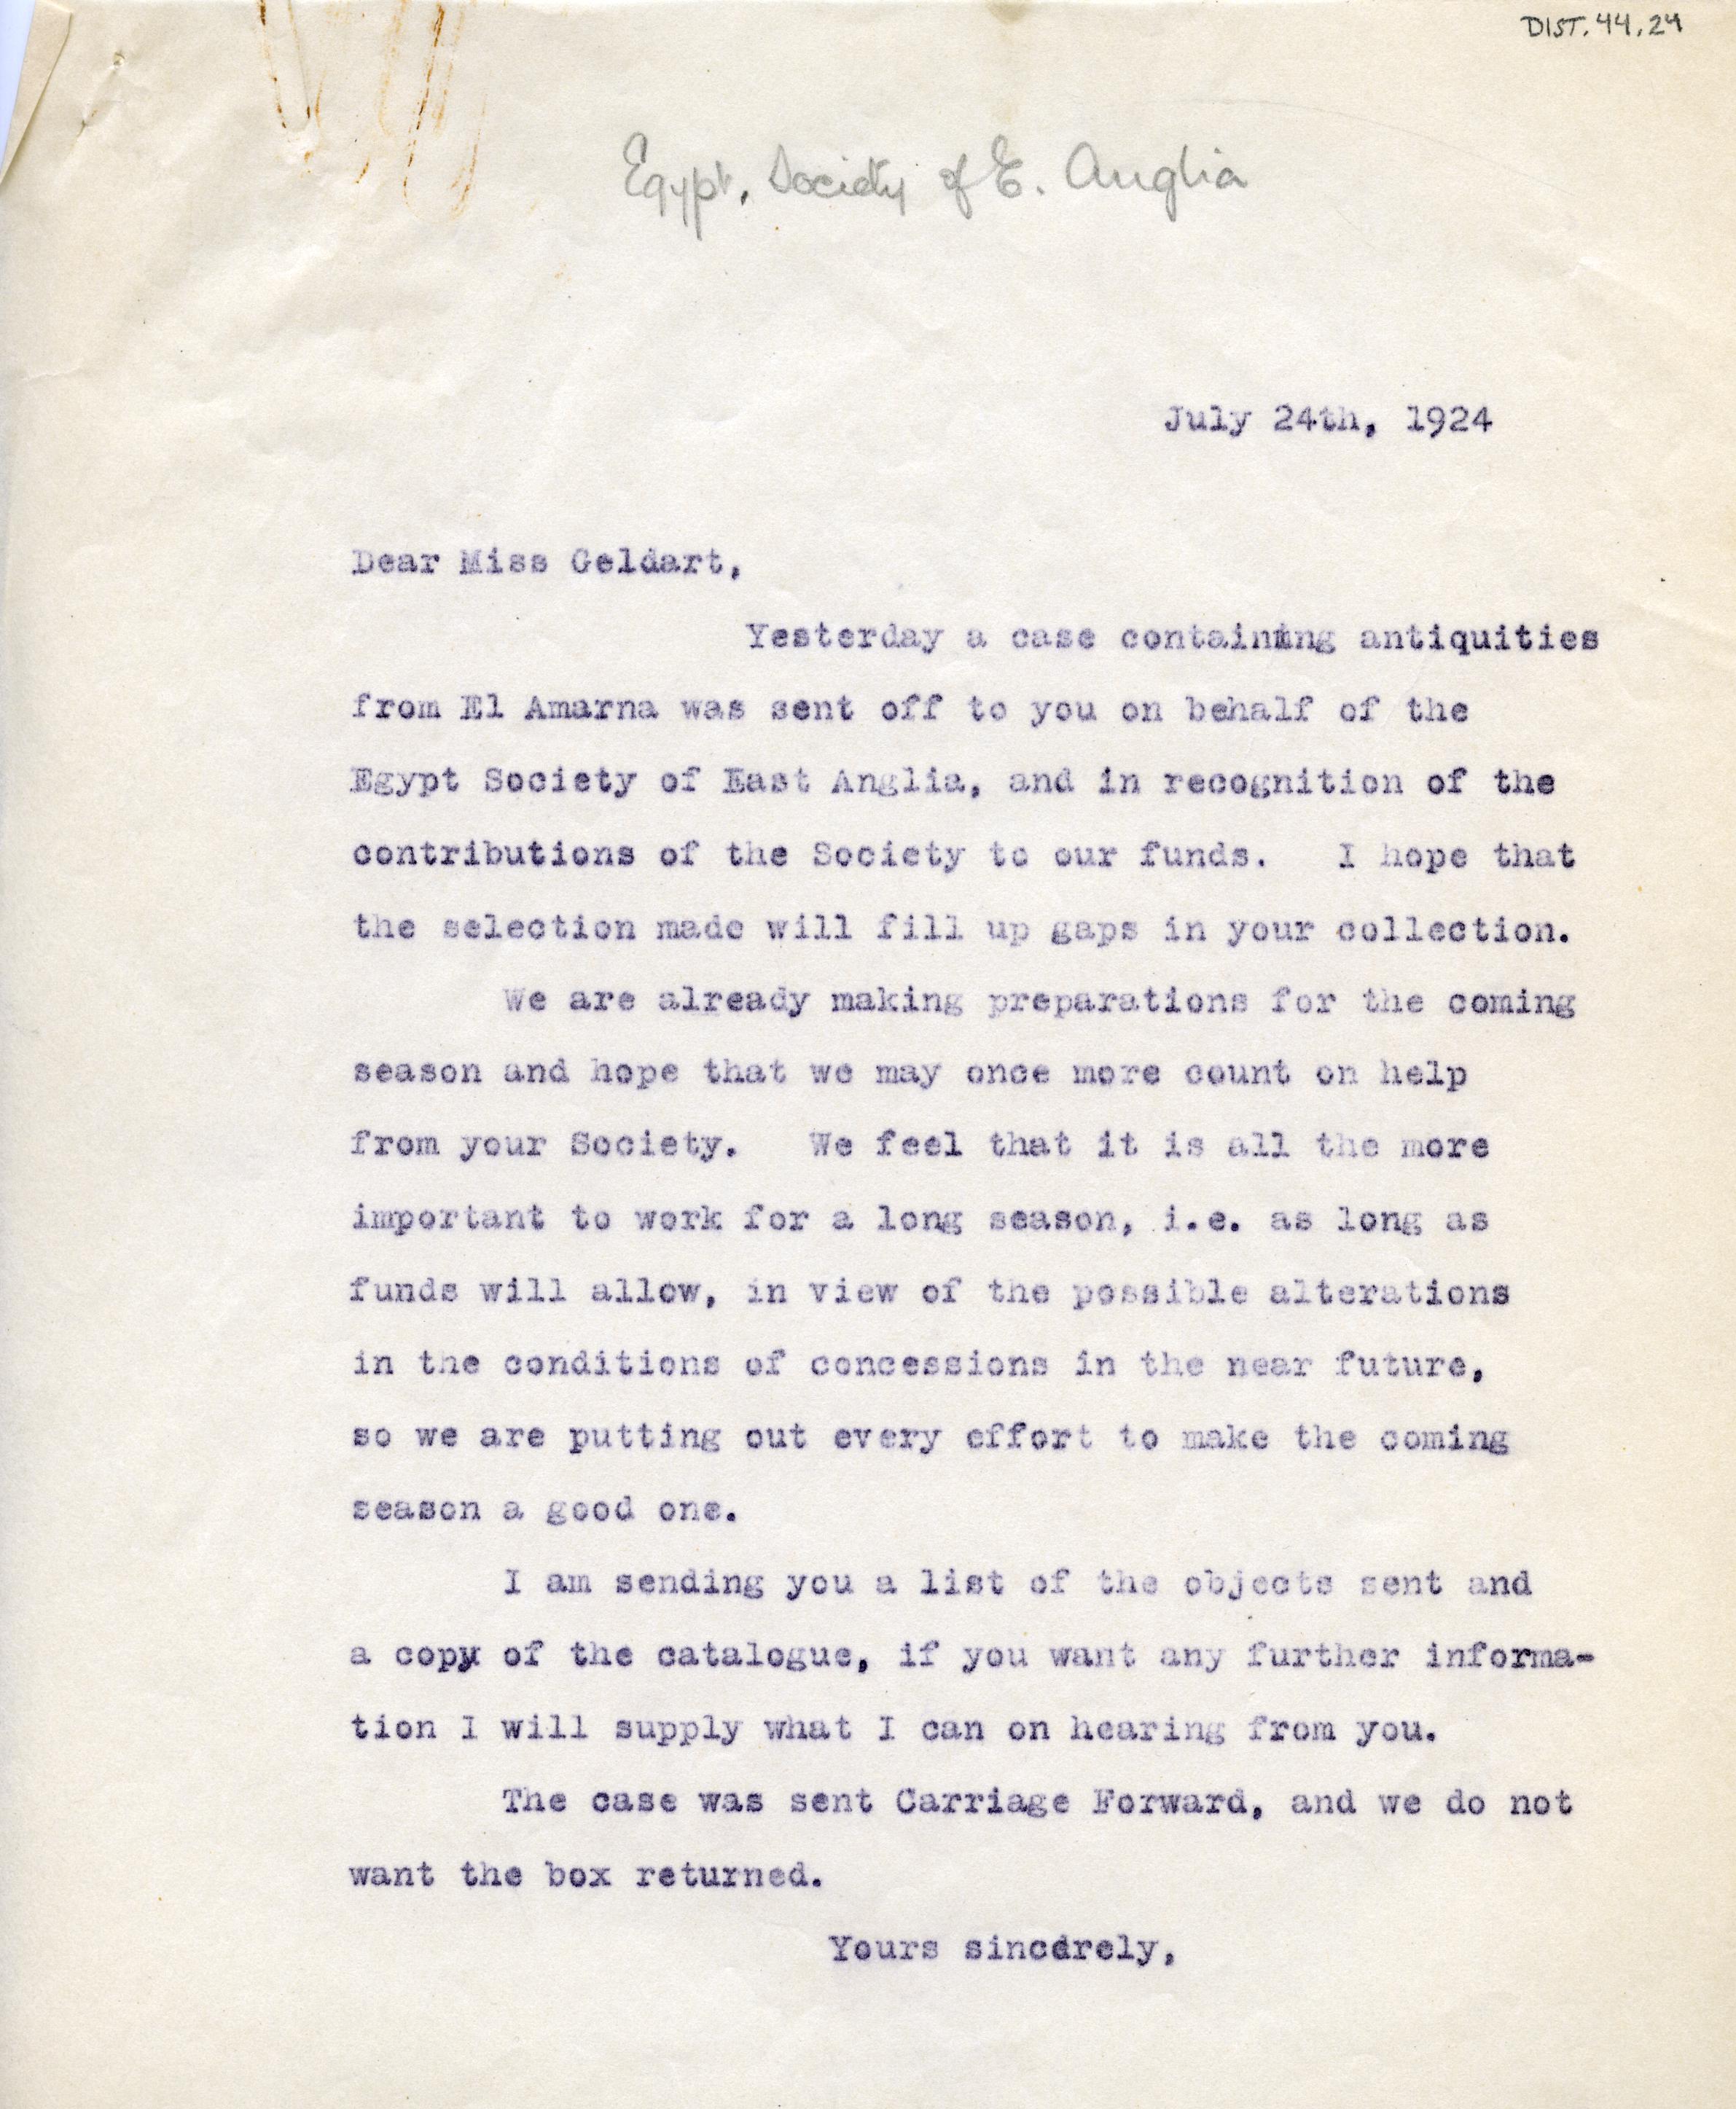 DIST.44.24
Egypt. Society of E. Anglia
July 24th, 1924
Dear Miss Geldart,
Yesterday a case containing antiquities
from El Amarna was sent off to you on behalf of the
Egypt Society of East Anglia, and in recognition of the
contributions of the Society to our funds. I hope that
the selection made will fill up gaps in your collection.
We are already making preparations for the coming
season and hope that we may once more count on help
from your Society. We feel that it is all the more
important to work for a long season, i.e. as long as
funds will allow, in view of the possible alterations
in the conditions of concessions in the near future,
so we are putting out every effort to make the coming
season a good one.
I am sending you a list of the objects sent and
a copy of the catalogue, if you want any further informa-
tion I will supply what I can on hearing from you.
The case was sent Carriage Forward, and we do not
want the box returned.
Yours sincerely,